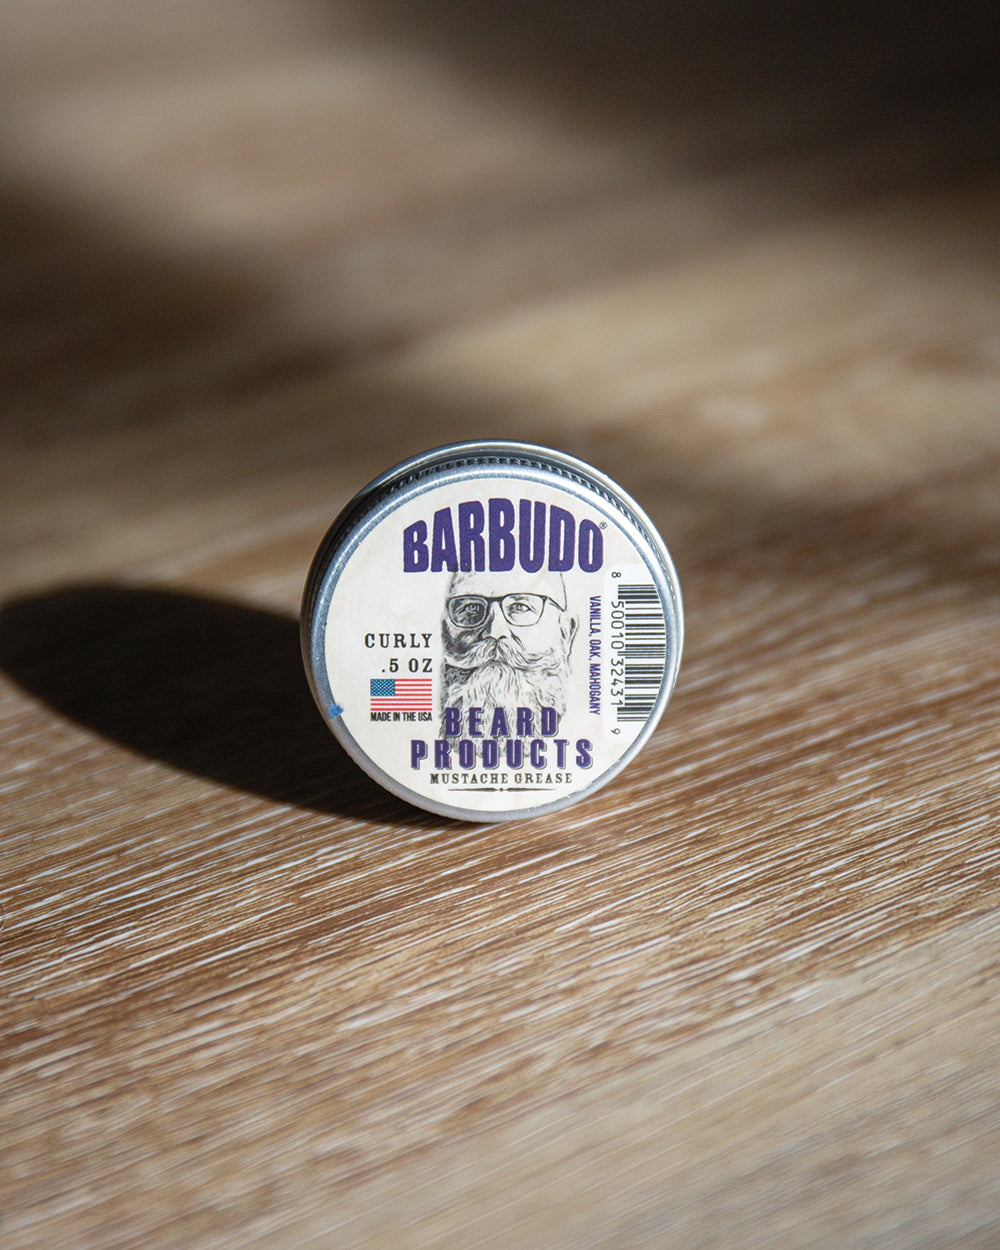 BARBUDO®
CURLY
.5 OZ
MADE IN THE USA
VANILLA, OAK, MAHOGANY
8 50010 32431 9
BEARD
PRODUCTS
MUSTACHE GREASE